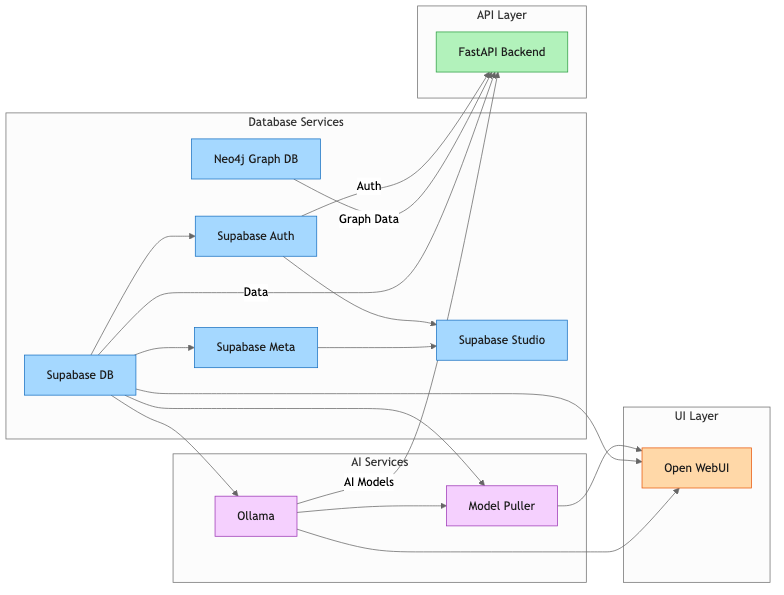 API Layer
FastAPI Backend
Database Services
Neo4j Graph DB
Auth
Graph Data
Supabase Auth
Data
Supabase Meta
Supabase Studio
Supabase DB
UI Layer
Open WebUI
AI Services
AI Models
Ollama
Model Puller